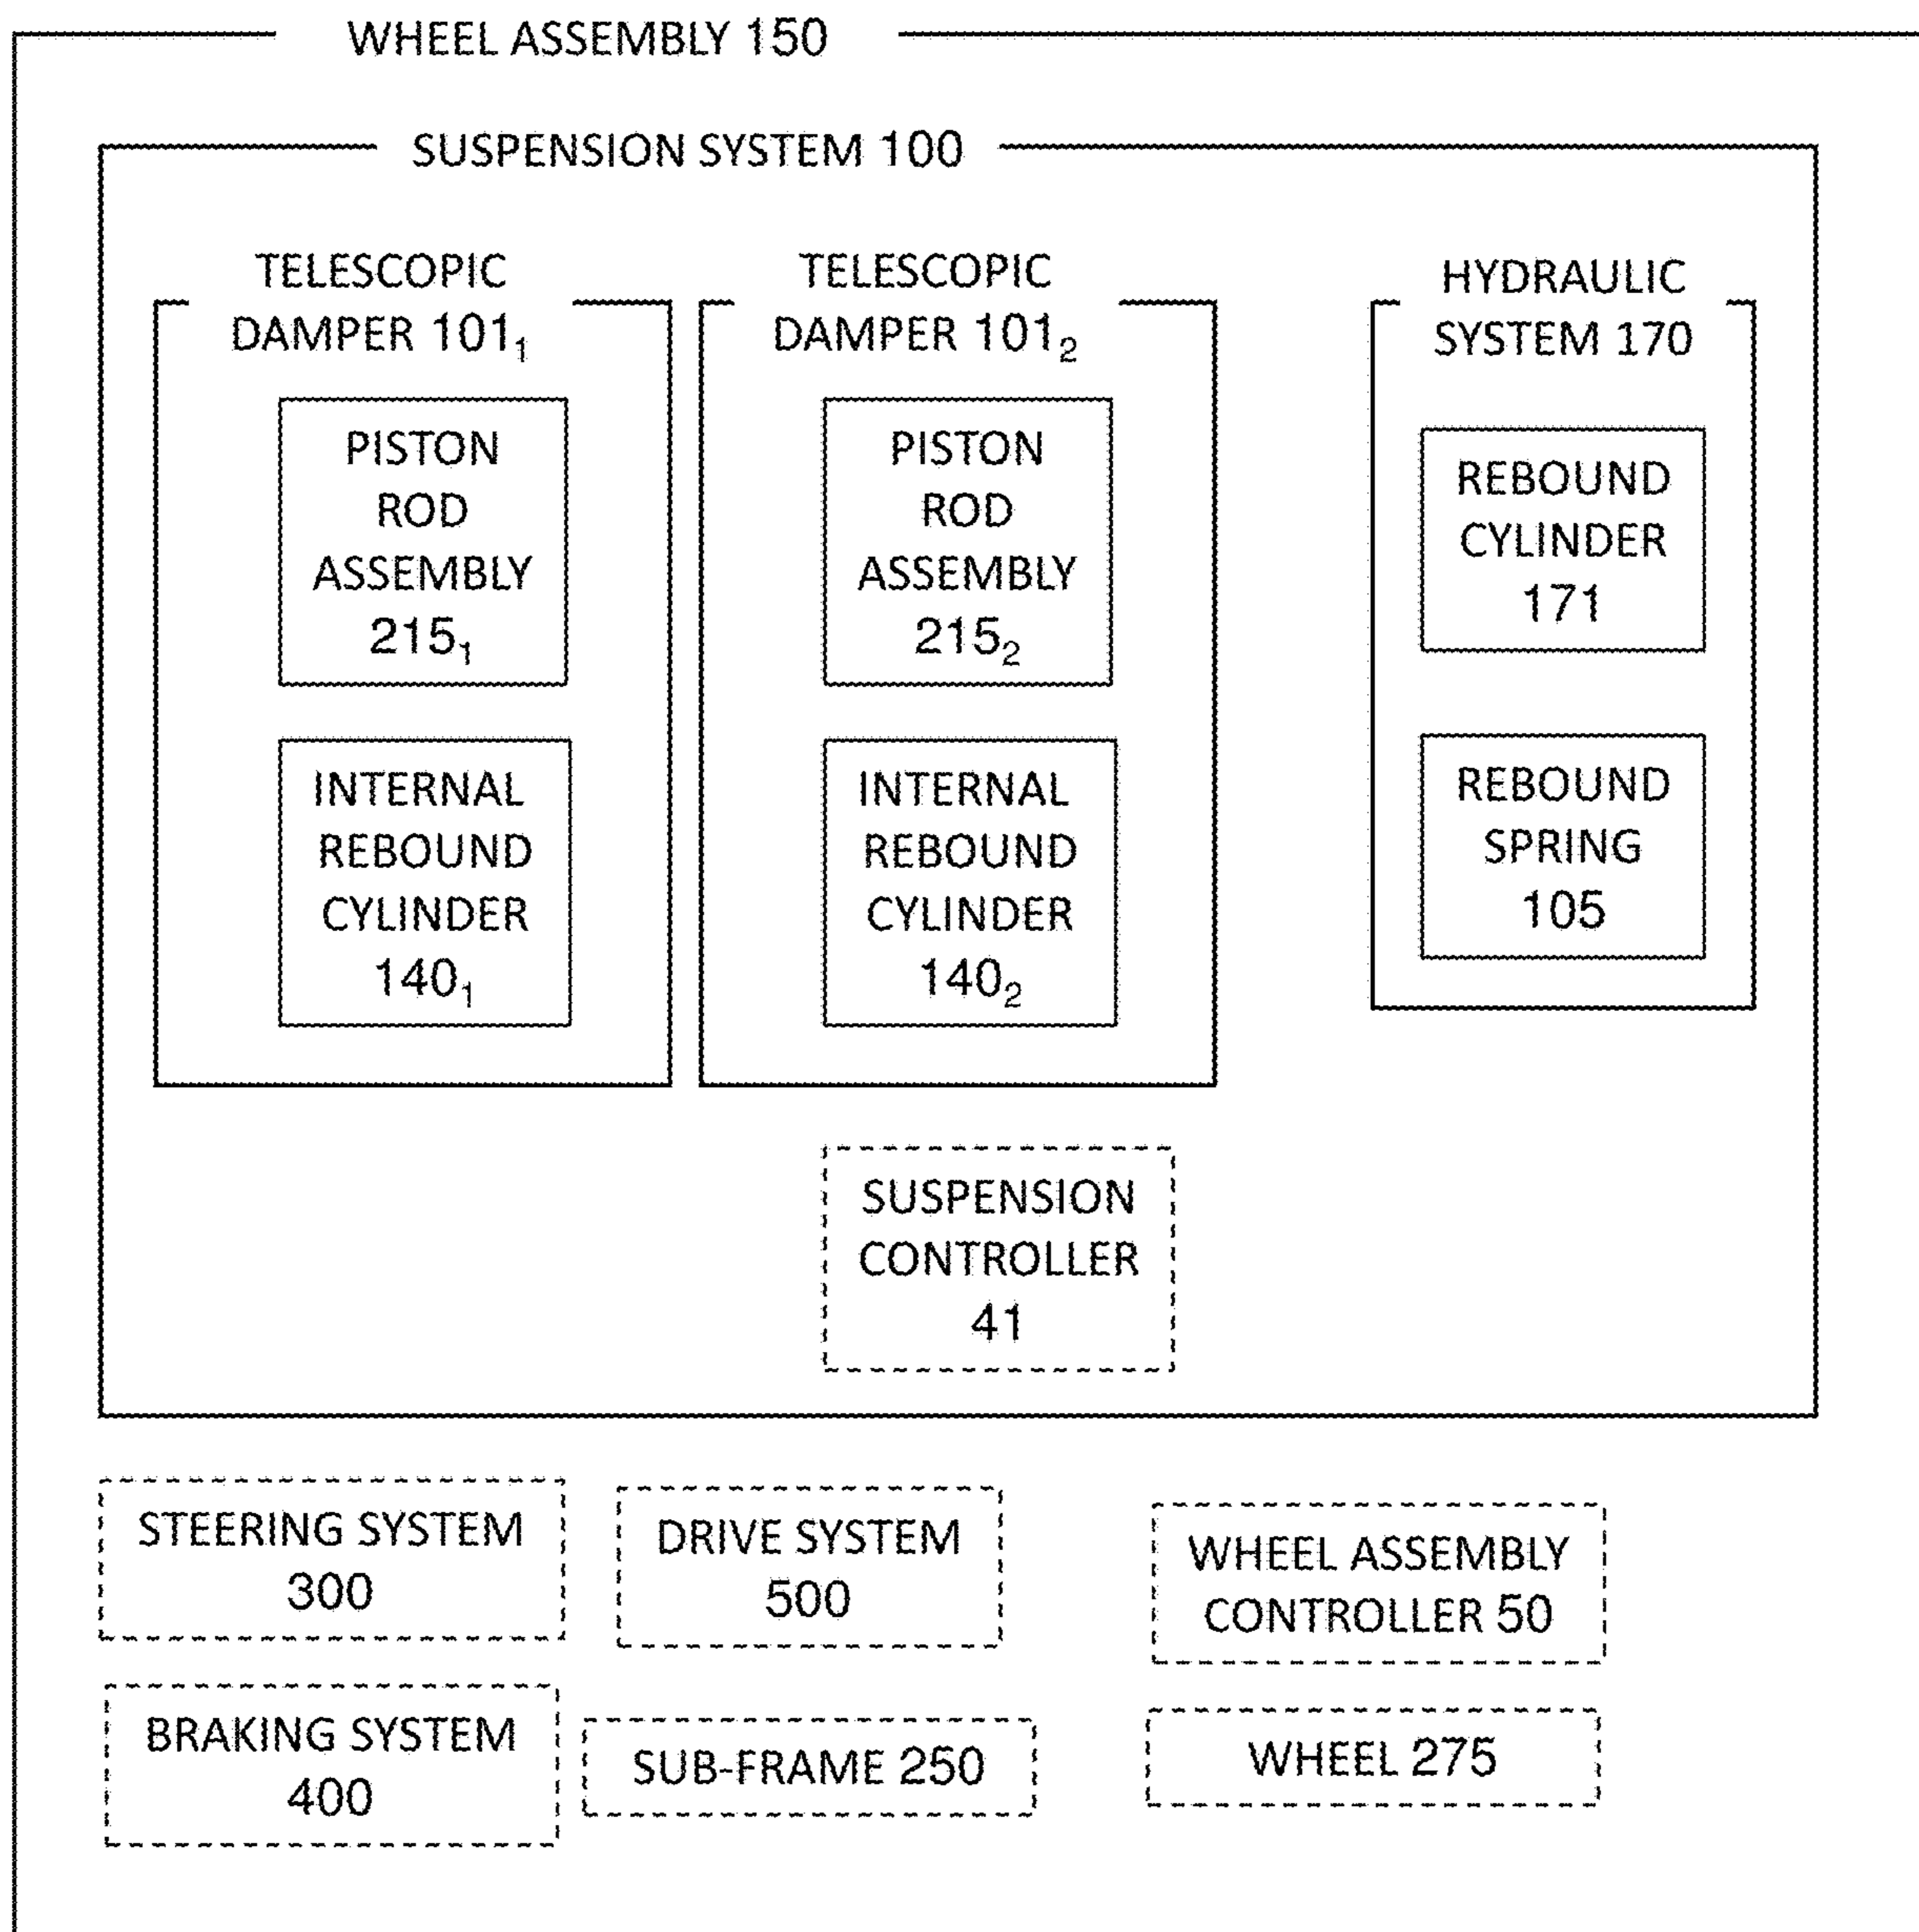 WHEEL ASSEMBLY 150
SUSPENSION SYSTEM 100
TELESCOPIC
DAMPER 101₁
PISTON
ROD
ASSEMBLY
215₁
INTERNAL
REBOUND
CYLINDER
140₁
TELESCOPIC
DAMPER 101₂
PISTON
ROD
ASSEMBLY
215₂
INTERNAL
REBOUND
CYLINDER
140₂
HYDRAULIC
SYSTEM 170
REBOUND
CYLINDER
171
REBOUND
SPRING
105
SUSPENSION
CONTROLLER
41
STEERING SYSTEM
300
DRIVE SYSTEM
500
WHEEL ASSEMBLY
CONTROLLER 50
BRAKING SYSTEM
400
SUB-FRAME 250
WHEEL 275